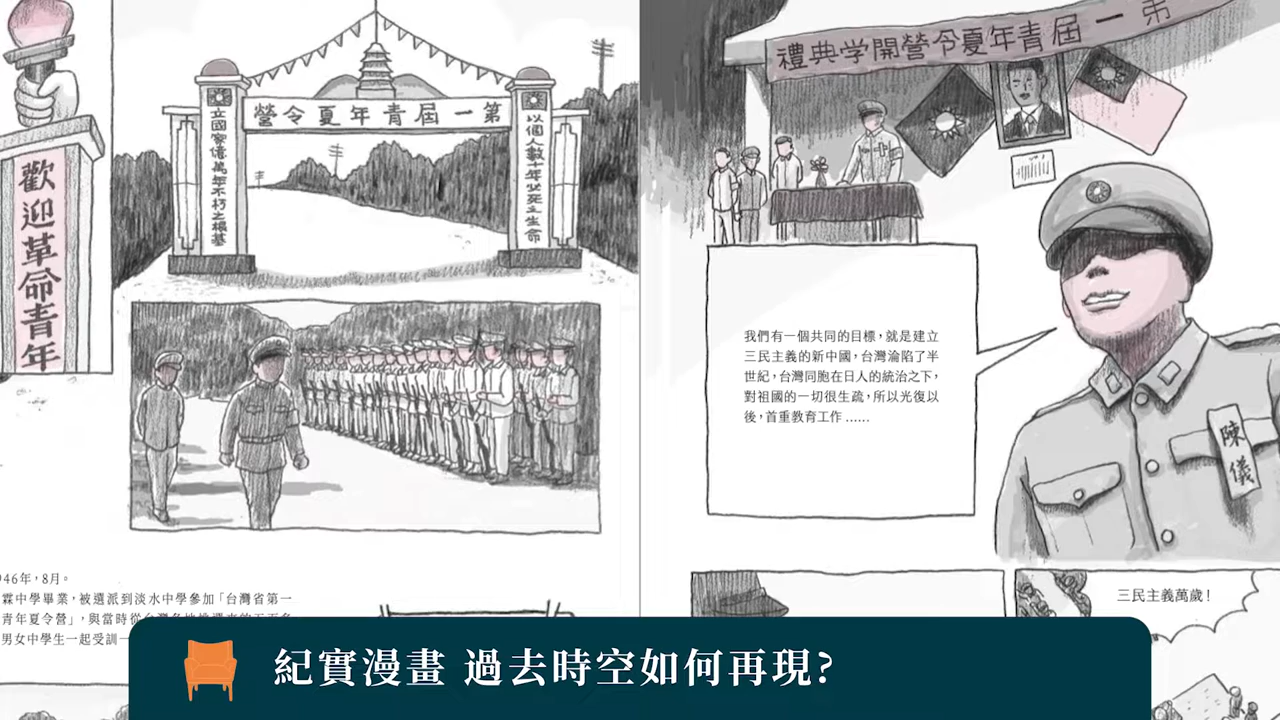 歡迎革命青年
第一屆青年夏令營
以個人數十年必死之生命
立國家億萬年不朽之根基
946年，8月。
霖中學畢業，被選派到淡水中學參加「台灣省第一
青年夏令營」，與當時從台灣各地挑選來的五百名
男女中學生一起受訓一
第一屆青年夏令營開学典禮
我們有一個共同的目標，就是建立
三民主義的新中國，台灣淪陷了半
世紀，台灣同胞在日人的統治之下，
對祖國的一切很生疏，所以光復以
後，首重教育工作……
陳儀
三民主義萬歲！
紀實漫畫 過去時空如何再現?